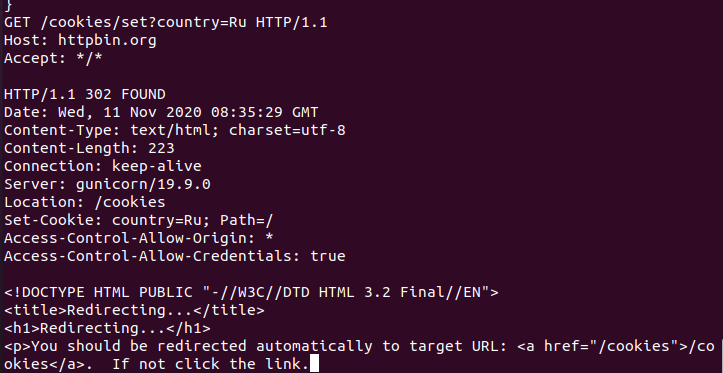 }
GET /cookies/set?country=Ru HTTP/1.1
Host: httpbin.org
Accept: */*
HTTP/1.1 302 FOUND
Date: Wed, 11 Nov 2020 08:35:29 GMT
Content-Type: text/html; charset=utf-8
Content-Length: 223
Connection: keep-alive
Server: gunicorn/19.9.0
Location: /cookies
Set-Cookie: country=Ru; Path=/
Access-Control-Allow-Origin: *
Access-Control-Allow-Credentials: true
<!DOCTYPE HTML PUBLIC "-//W3C//DTD HTML 3.2 Final//EN">
<title>Redirecting...</title>
<h1>Redirecting...</h1>
<p>You should be redirected automatically to target URL: <a href="/cookies">/co
okies</a>.  If not click the link.